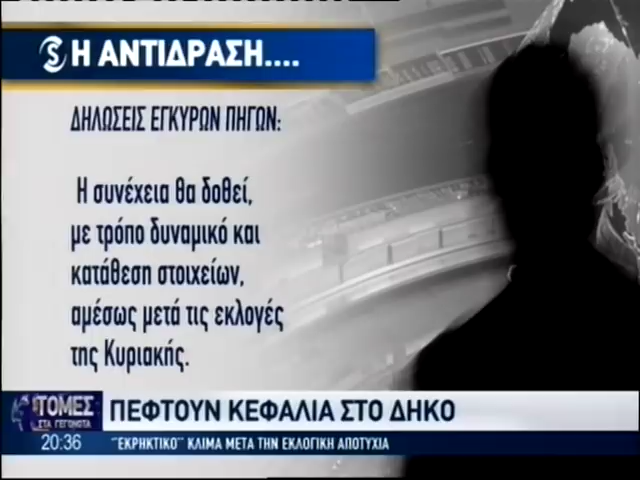 Η ΑΝΤΙΔΡΑΣΗ....
ΔΗΛΩΣΕΙΣ ΕΓΚΥΡΩΝ ΠΗΓΩΝ:
Η συνέχεια θα δοθεί,
με τρόπο δυναμικό και
κατάθεση στοιχείων,
αμέσως μετά τις εκλογές
της Κυριακής.
ΤΟΜΕΣ
ΣΤΑ ΓΕΓΟΝΟΤΑ
ΠΕΦΤΟΥΝ ΚΕΦΑΛΙΑ ΣΤΟ ΔΗΚΟ
20:36
"ΕΚΡΗΚΤΙΚΟ" ΚΛΙΜΑ ΜΕΤΑ ΤΗΝ ΕΚΛΟΓΙΚΗ ΑΠΟΤΥΧΙΑ